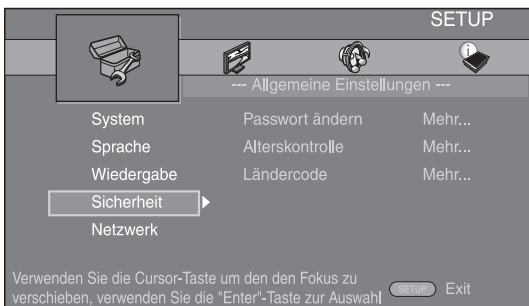 SETUP
--- Allgemeine Einstellungen ---
System
Passwort ändern Mehr...
Sprache
Alterskontrolle Mehr...
Wiedergabe
Ländercode Mehr...
Sicherheit
Netzwerk
Verwenden Sie die Cursor-Taste um den den Fokus zu
verschieben, verwenden Sie die "Enter"-Taste zur Auswahl
SETUP Exit